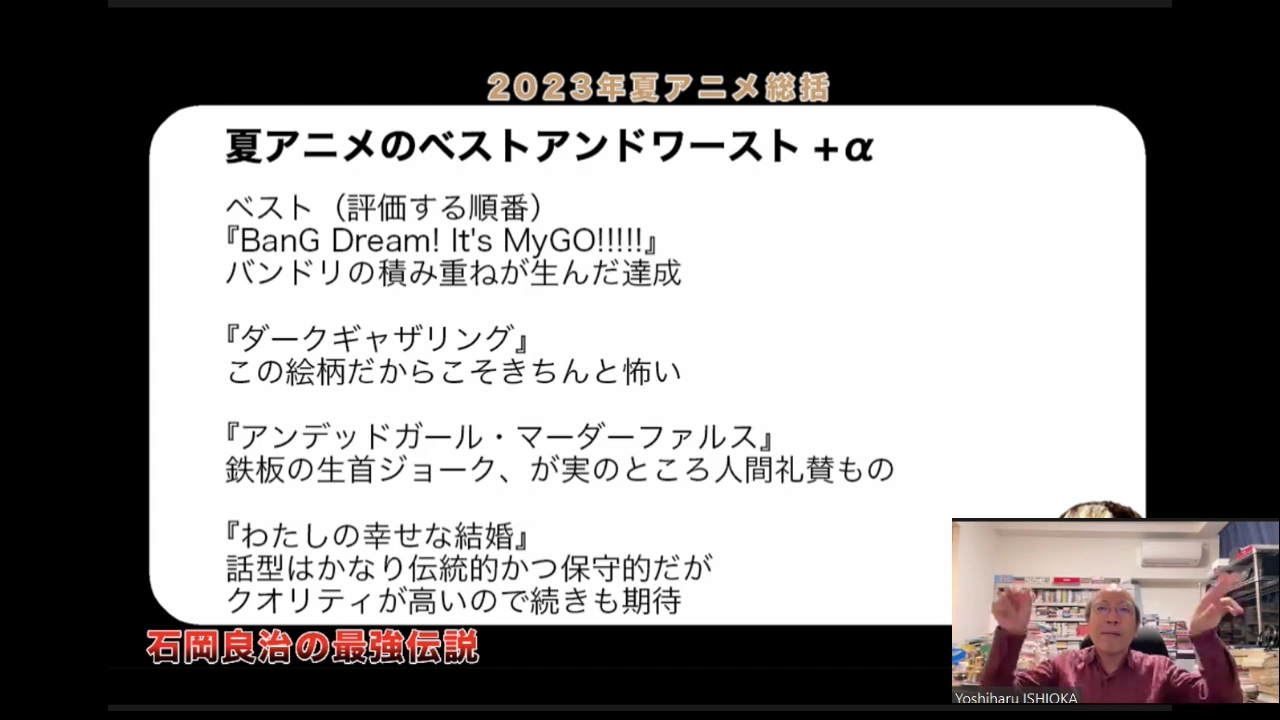 2023年夏アニメ総括
夏アニメのベストアンドワースト +α
ベスト（評価する順番）
『BanG Dream! It's MyGO!!!!!』
バンドリの積み重ねが生んだ達成
『ダークギャザリング』
この絵柄だからこそきちんと怖い
『アンデッドガール・マーダーファルス』
鉄板の生首ジョーク、が実のところ人間礼賛もの
『わたしの幸せな結婚』
話型はかなり伝統的かつ保守的だが
クオリティが高いので続きも期待
石岡良治の最強伝説
Yoshiharu ISHIOKA